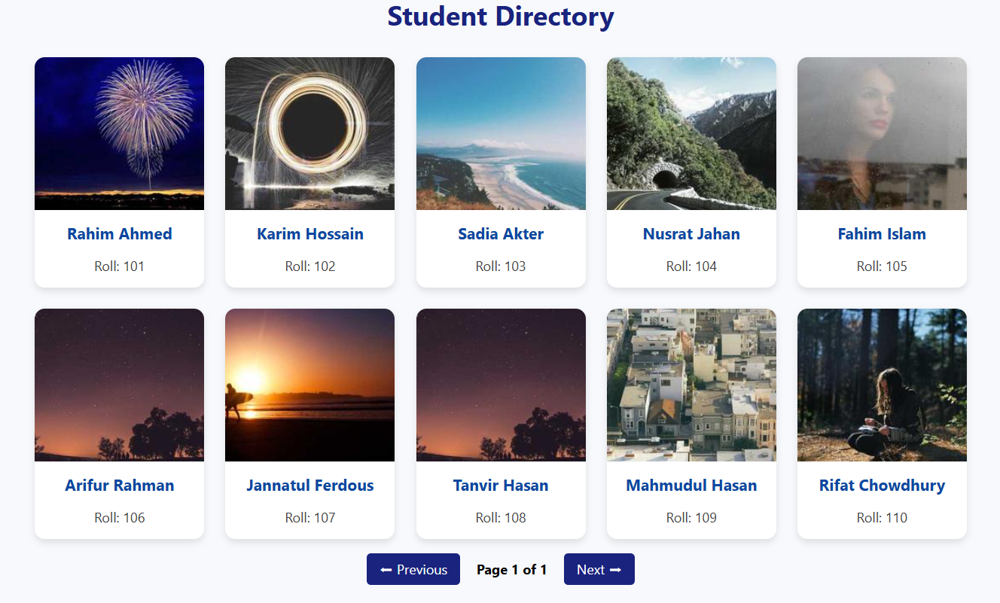 Student Directory
Rahim Ahmed
Roll: 101
Karim Hossain
Roll: 102
Sadia Akter
Roll: 103
Nusrat Jahan
Roll: 104
Fahim Islam
Roll: 105
Arifur Rahman
Roll: 106
Jannatul Ferdous
Roll: 107
Tanvir Hasan
Roll: 108
Mahmudul Hasan
Roll: 109
Rifat Chowdhury
Roll: 110
⬅ Previous Page 1 of 1 Next ➡